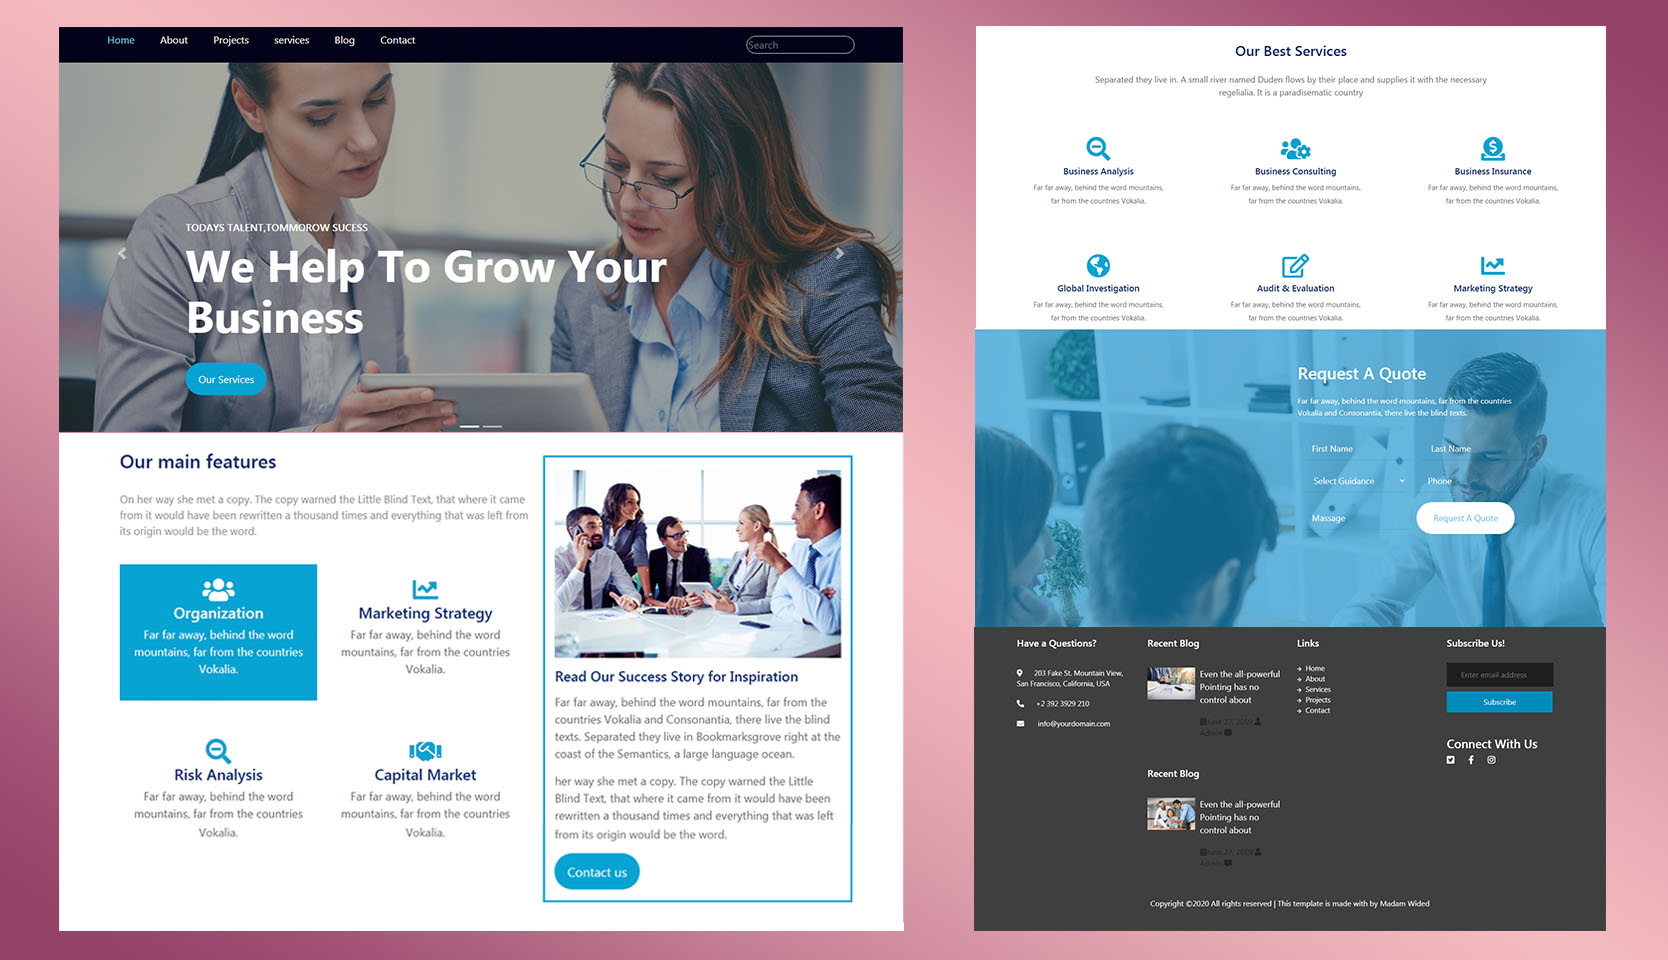 Home About Projects services Blog Contact
Search
TODAYS TALENT,TOMMOROW SUCESS
We Help To Grow Your
Business
Our Services
Our main features
On her way she met a copy. The copy warned the Little Blind Text, that where it came
from it would have been rewritten a thousand times and everything that was left from
its origin would be the word.
Organization
Far far away, behind the word
mountains, far from the countries
Vokalia.
Marketing Strategy
Far far away, behind the word
mountains, far from the countries
Vokalia.
Risk Analysis
Far far away, behind the word
mountains, far from the countries
Vokalia.
Capital Market
Far far away, behind the word
mountains, far from the countries
Vokalia.
Read Our Success Story for Inspiration
Far far away, behind the word mountains, far from the
countries Vokalia and Consonantia, there live the blind
texts. Separated they live in Bookmarksgrove right at the
coast of the Semantics, a large language ocean.
her way she met a copy. The copy warned the Little
Blind Text, that where it came from it would have been
rewritten a thousand times and everything that was left
from its origin would be the word.
Contact us
Our Best Services
Separated they live in. A small river named Duden flows by their place and supplies it with the necessary
regelialia. It is a paradisematic country
Business Analysis
Far far away, behind the word mountains,
far from the countries Vokalia.
Business Consulting
Far far away, behind the word mountains,
far from the countries Vokalia.
Business Insurance
Far far away, behind the word mountains,
far from the countries Vokalia.
Global Investigation
Far far away, behind the word mountains,
far from the countries Vokalia.
Audit & Evaluation
Far far away, behind the word mountains,
far from the countries Vokalia.
Marketing Strategy
Far far away, behind the word mountains,
far from the countries Vokalia.
Request A Quote
Far far away, behind the word mountains, far from the countries
Vokalia and Consonantia, there live the blind texts.
First Name Last Name
Select Guidance Phone
Massage Request A Quote
Have a Questions?
203 Fake St. Mountain View,
San Francisco, California, USA
+2 392 3929 210
info@yourdomain.com
Recent Blog
Even the all-powerful
Pointing has no
control about
June 27, 2019
Admin
Recent Blog
Even the all-powerful
Pointing has no
control about
June 27, 2019
Admin
Links
Home
About
Services
Projects
Contact
Subscribe Us!
Enter email address
Subscribe
Connect With Us
Copyright ©2020 All rights reserved | This template is made with by Madam Wided